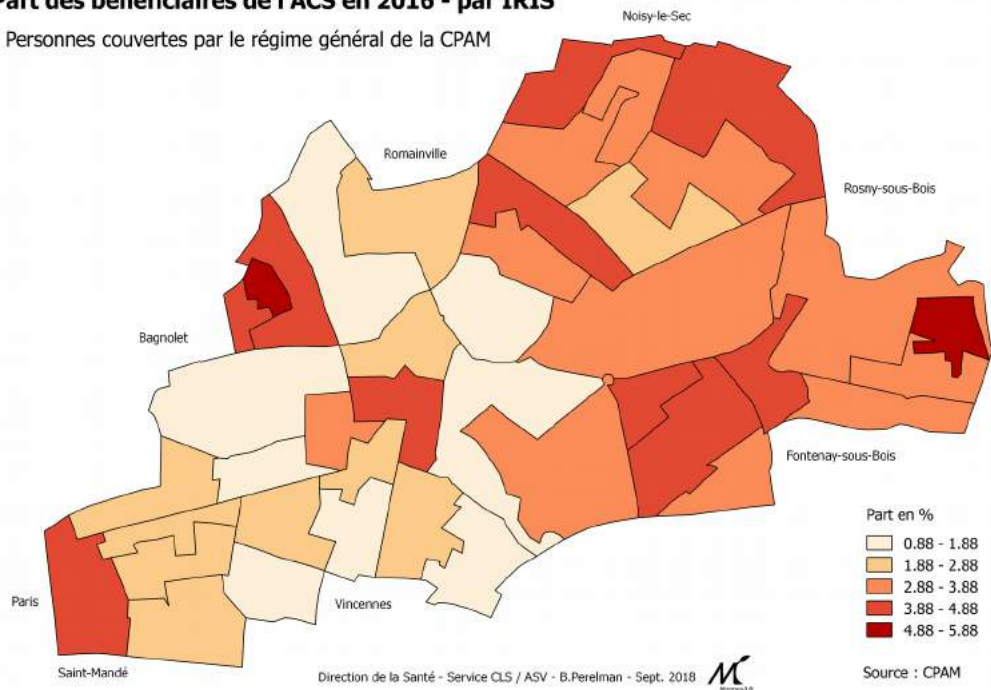 Part des bénéficiaires de l'ACS en 2016 - par IRIS
Personnes couvertes par le régime général de la CPAM
Noisy-le-Sec
Romainville
Rosny-sous-Bois
Bagnolet
Fontenay-sous-Bois
Part en %
0.88 - 1.88
1.88 - 2.88
2.88 - 3.88
3.88 - 4.88
4.88 - 5.88
Paris
Vincennes
Saint-Mandé
Direction de la Santé - Service CLS / ASV - B.Perelman - Sept. 2018
Source : CPAM